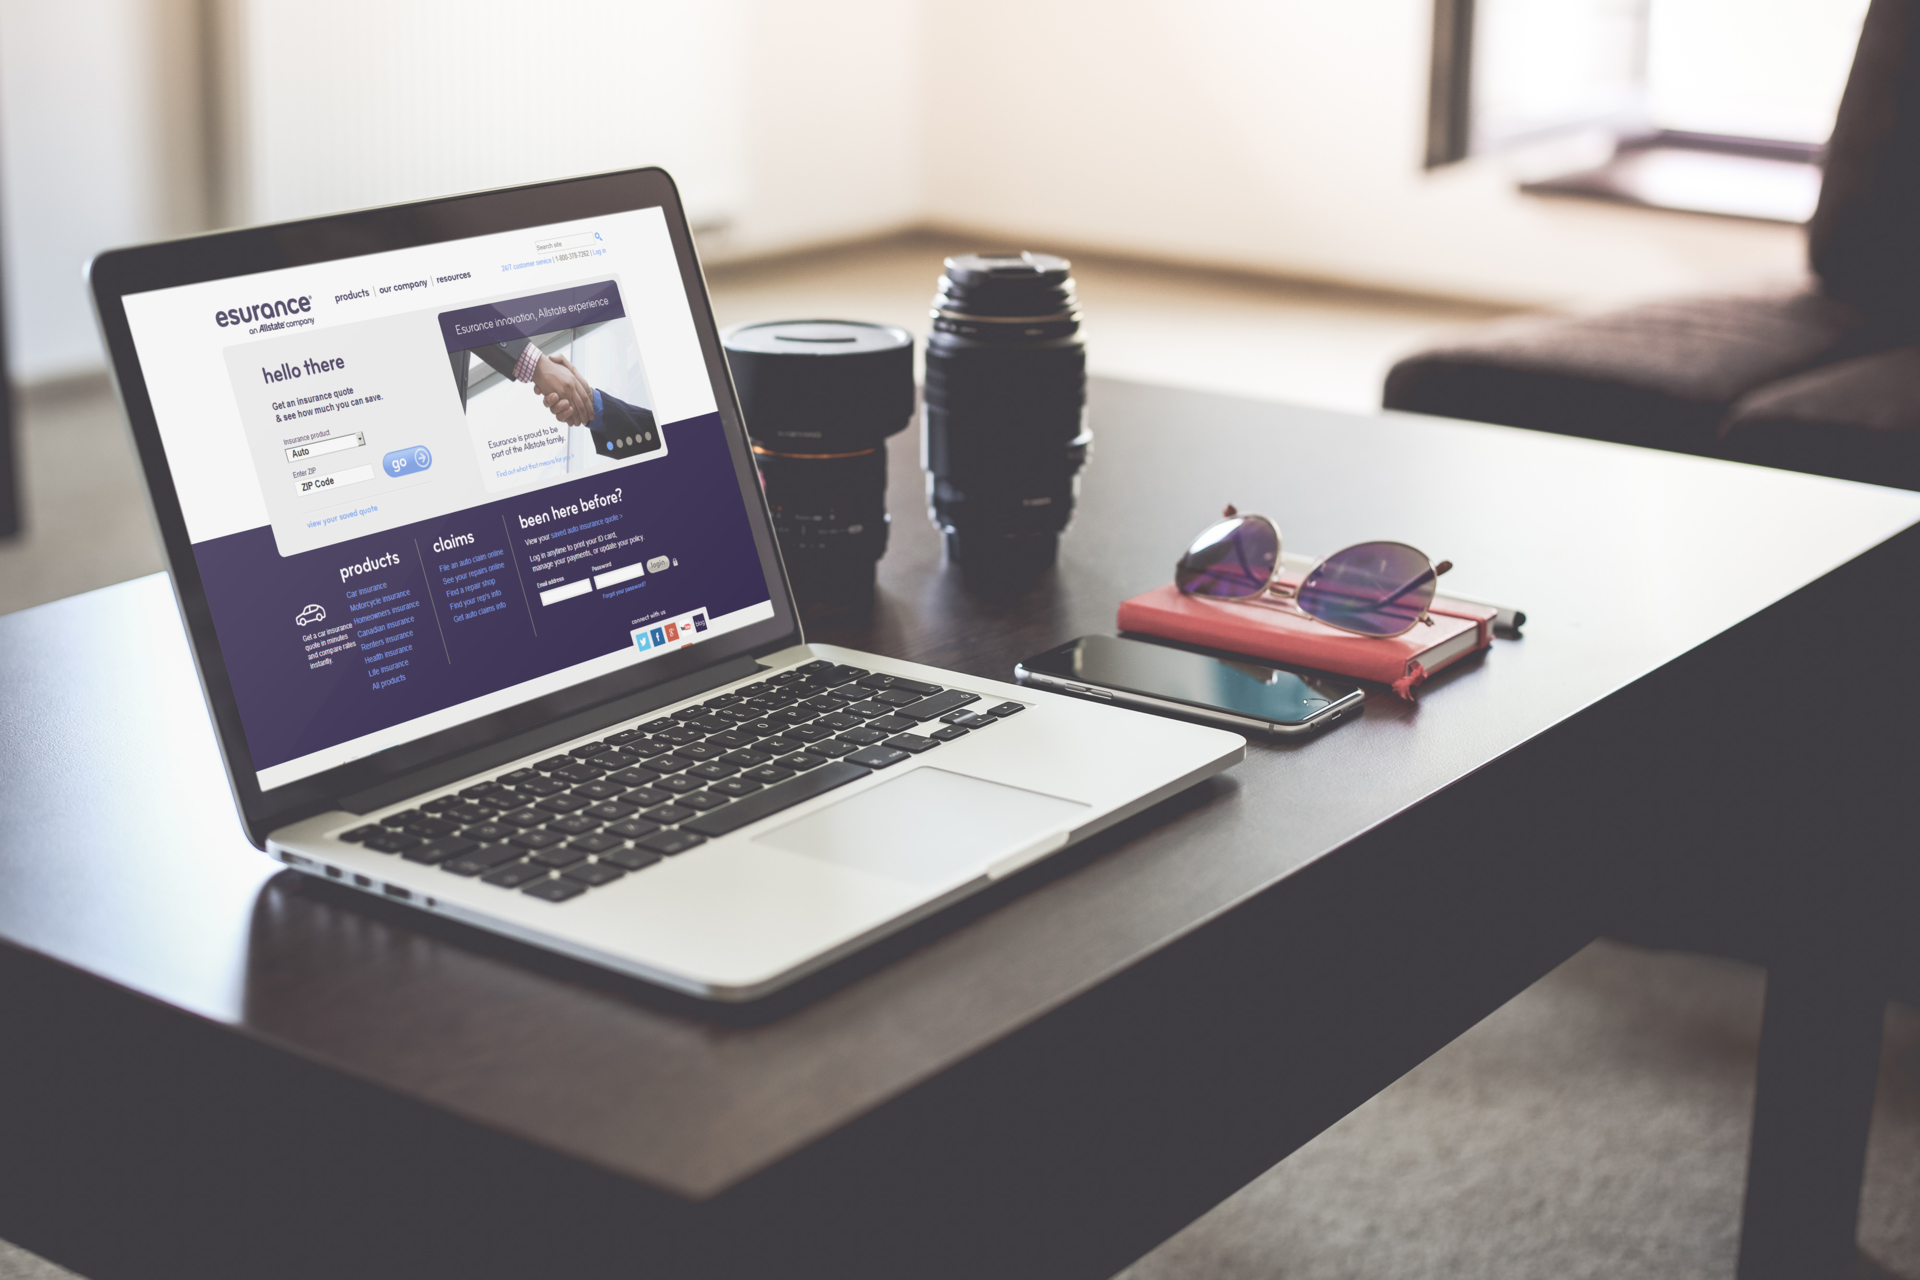 Search site
24/7 customer service | 1-800-378-7262 | Log in
esurance
an Allstate company
products | our company | resources
hello there
Get an insurance quote
& see how much you can save.
Insurance product
Auto
Enter ZIP
ZIP Code
go
view your saved quote
Esurance innovation, Allstate experience
Esurance is proud to be
part of the Allstate family.
Find out what that means for you >
products
Car insurance
Motorcycle insurance
Homeowners insurance
Canadian insurance
Renters insurance
Health insurance
Life insurance
All products
Get a car insurance
quote in minutes
and compare rates
instantly.
claims
File an auto claim online
See your repairs online
Find a repair shop
Find your rep's info
Get auto claims info
been here before?
View your saved auto insurance quote >
Log in anytime to print your ID card,
manage your payments, or update your policy.
Email address
Password
login
Forgot your password?
connect with us
blog